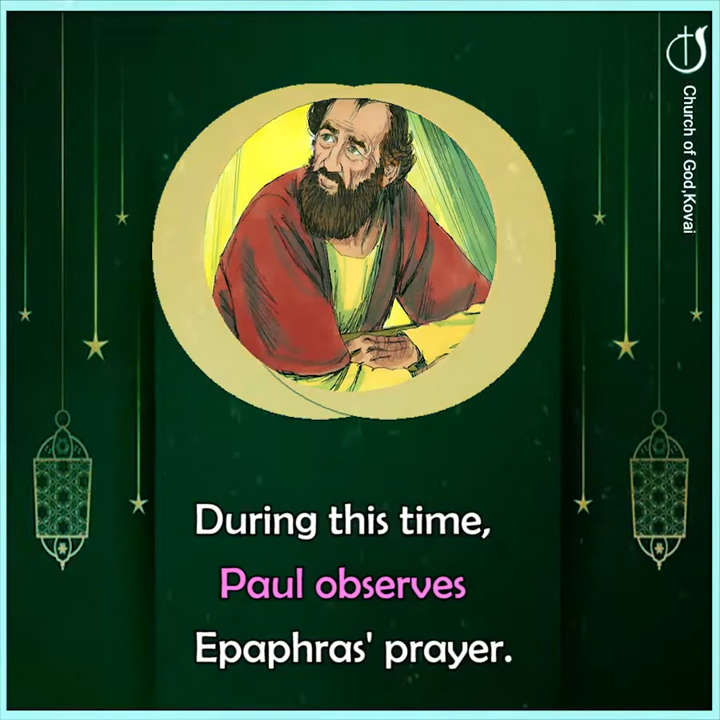 Church of God,Kovai
During this time,
Paul observes
Epaphras' prayer.